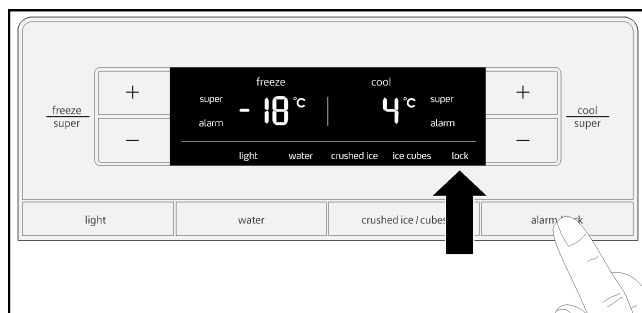 freeze
super
+
−
freeze
super
alarm
-18 °C
cool
4 °C
super
alarm
light water crushed ice ice cubes lock
+
−
cool
super
light
water
crushed ice / cubes
alarm